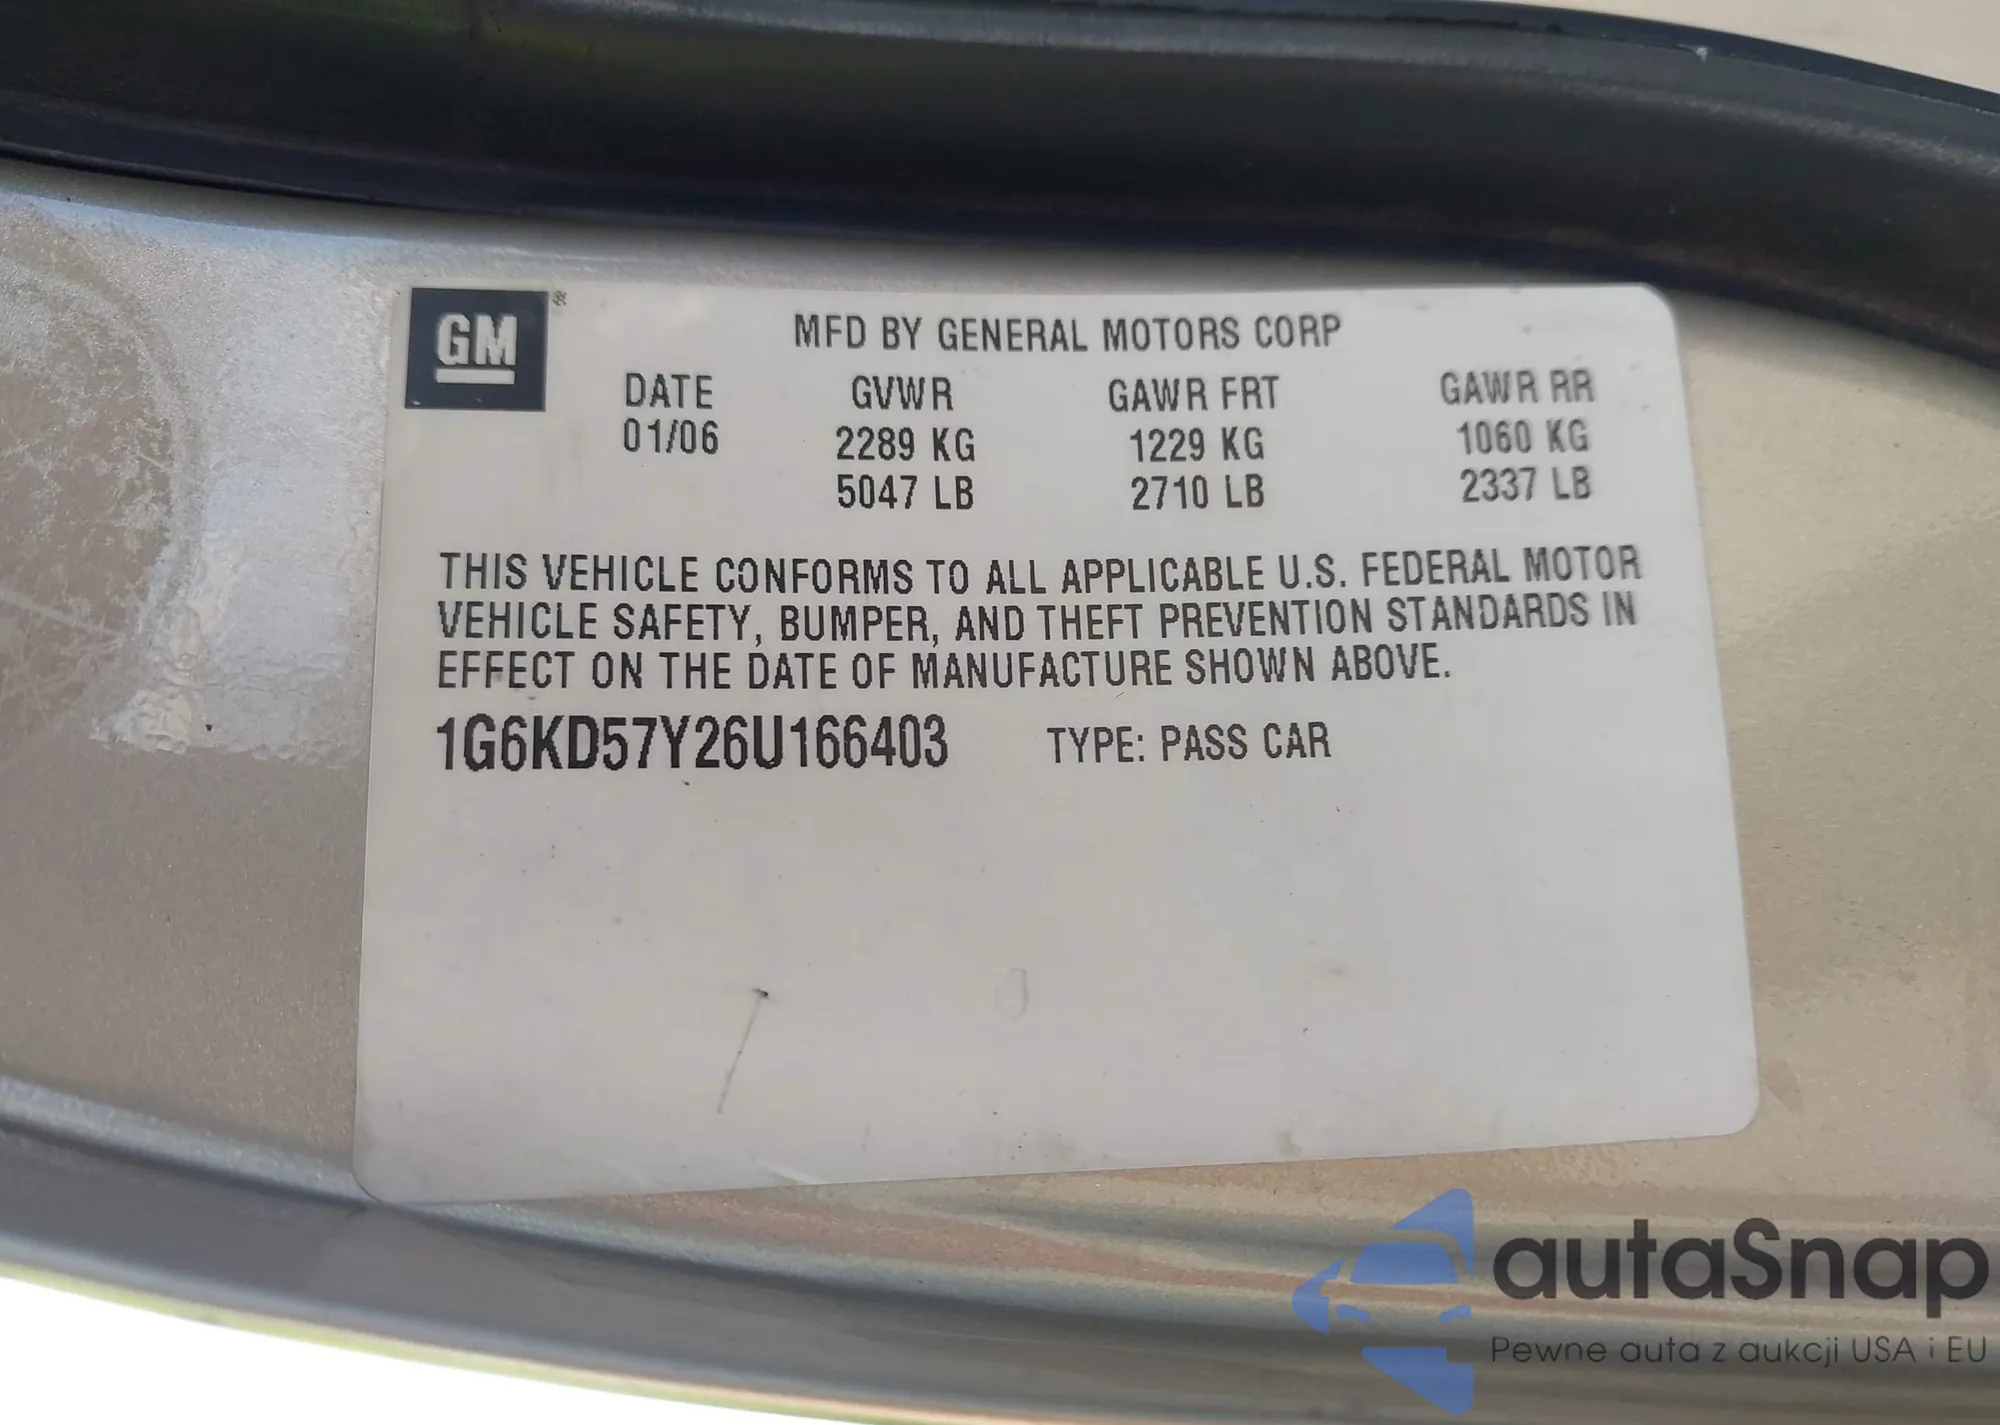 GM ®
MFD BY GENERAL MOTORS CORP
DATE GVWR GAWR FRT GAWR RR
01/06 2289 KG 1229 KG 1060 KG
5047 LB 2710 LB 2337 LB
THIS VEHICLE CONFORMS TO ALL APPLICABLE U.S. FEDERAL MOTOR
VEHICLE SAFETY, BUMPER, AND THEFT PREVENTION STANDARDS IN
EFFECT ON THE DATE OF MANUFACTURE SHOWN ABOVE.
1G6KD57Y26U166403 TYPE: PASS CAR
autaSnap
Pewne auta z aukcji USA i EU